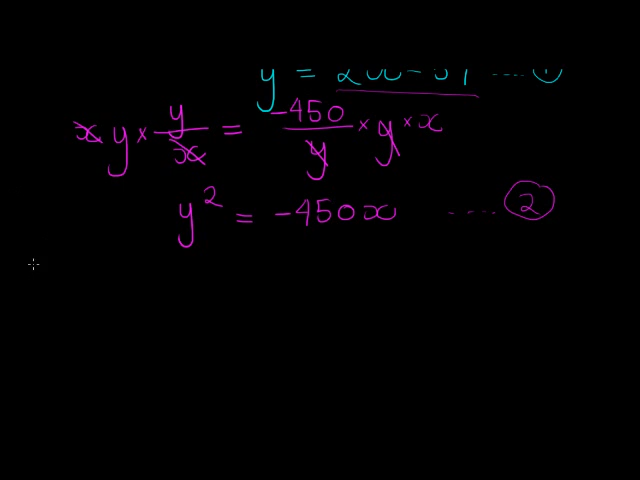 y =
x y × y/x = -450/y × y × x
y² = -450x ..... ②